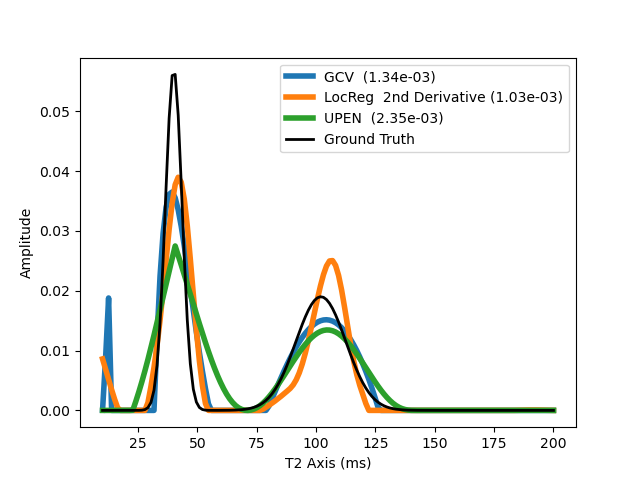 GCV  (1.34e-03)
LocReg  2nd Derivative (1.03e-03)
UPEN  (2.35e-03)
Ground Truth
Amplitude
0.05
0.04
0.03
0.02
0.01
0.00
25 50 75 100 125 150 175 200
T2 Axis (ms)